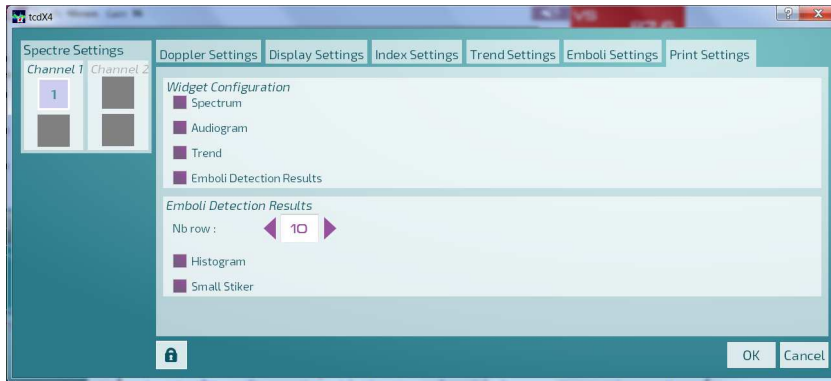 tcdX4
VS
Spectre Settings
Channel 1 Channel 2
1
Doppler Settings Display Settings Index Settings Trend Settings Emboli Settings Print Settings
Widget Configuration
Spectrum
Audiogram
Trend
Emboli Detection Results
Emboli Detection Results
Nb row :
10
Histogram
Small Stiker
OK Cancel